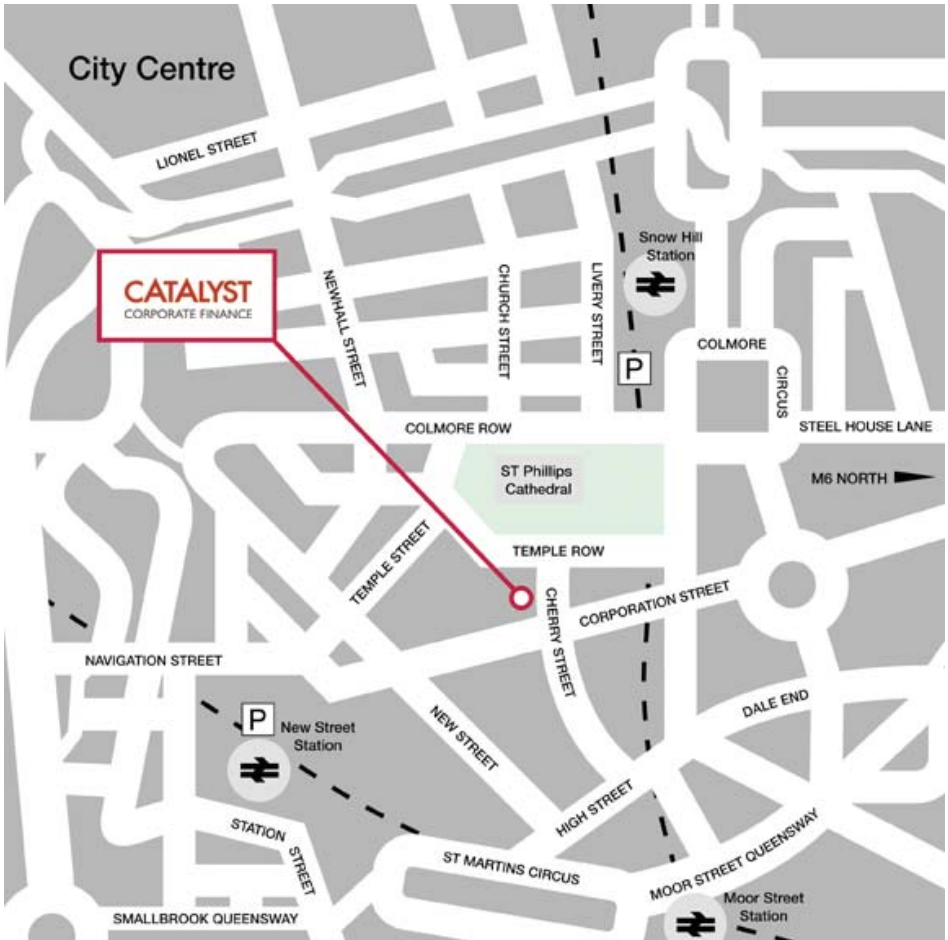 City Centre
LIONEL STREET
Snow Hill
Station
CATALYST
CORPORATE FINANCE
NEWHALL STREET
CHURCH STREET
LIVERY STREET
P
COLMORE
CIRCUS
COLMORE ROW
STEEL HOUSE LANE
ST Phillips
Cathedral
M6 NORTH
TEMPLE STREET
TEMPLE ROW
CHERRY STREET
CORPORATION STREET
NAVIGATION STREET
P
New Street
Station
NEW STREET
DALE END
HIGH STREET
STATION
STREET
ST MARTINS CIRCUS
MOOR STREET QUEENSWAY
Moor Street
Station
SMALLBROOK QUEENSWAY